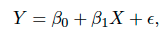 Y = β₀ + β₁X + ϵ,